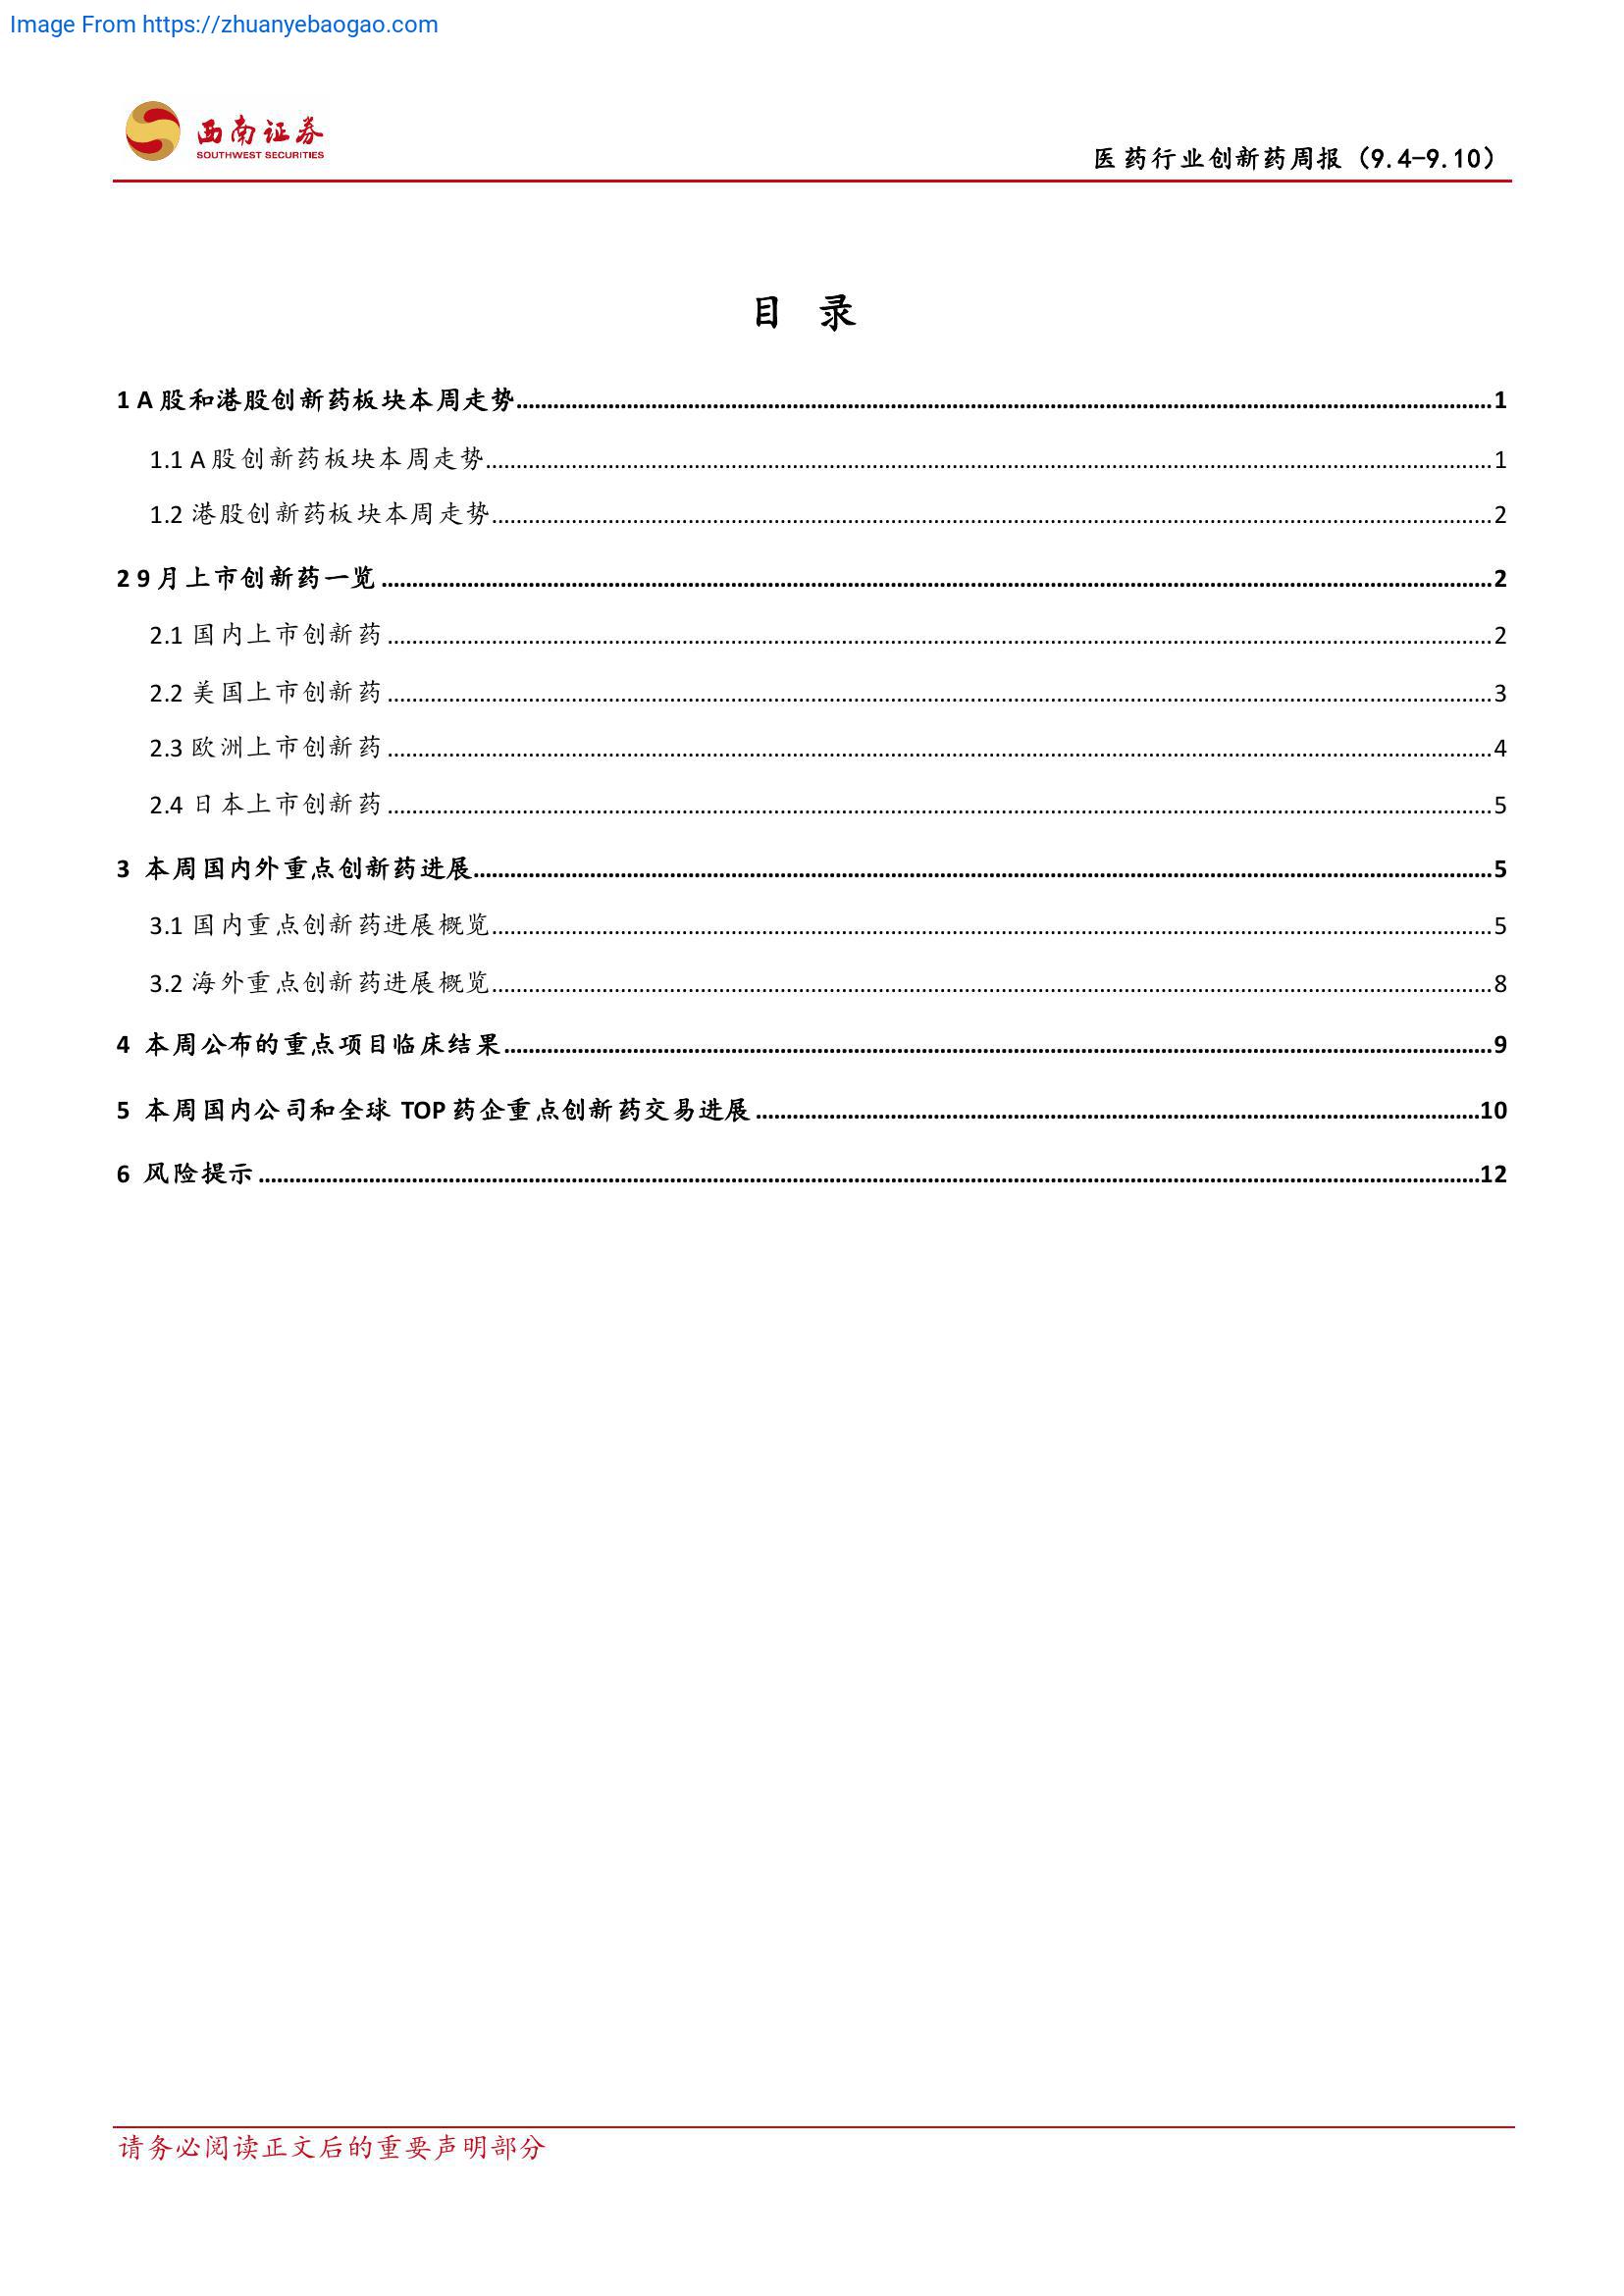 Image From https://zhuanyebaogao.com
西南证券
SOUTHWEST SECURITIES
医药行业创新药周报（9.4-9.10）
目 录
1 A 股和港股创新药板块本周走势........................................1
1.1 A 股创新药板块本周走势........................................1
1.2 港股创新药板块本周走势........................................2
2 9 月上市创新药一览........................................2
2.1 国内上市创新药........................................2
2.2 美国上市创新药........................................3
2.3 欧洲上市创新药........................................4
2.4 日本上市创新药........................................5
3 本周国内外重点创新药进展........................................5
3.1 国内重点创新药进展概览........................................5
3.2 海外重点创新药进展概览........................................8
4 本周公布的重点项目临床结果........................................9
5 本周国内公司和全球 TOP 药企重点创新药交易进展........................................10
6 风险提示........................................12
请务必阅读正文后的重要声明部分